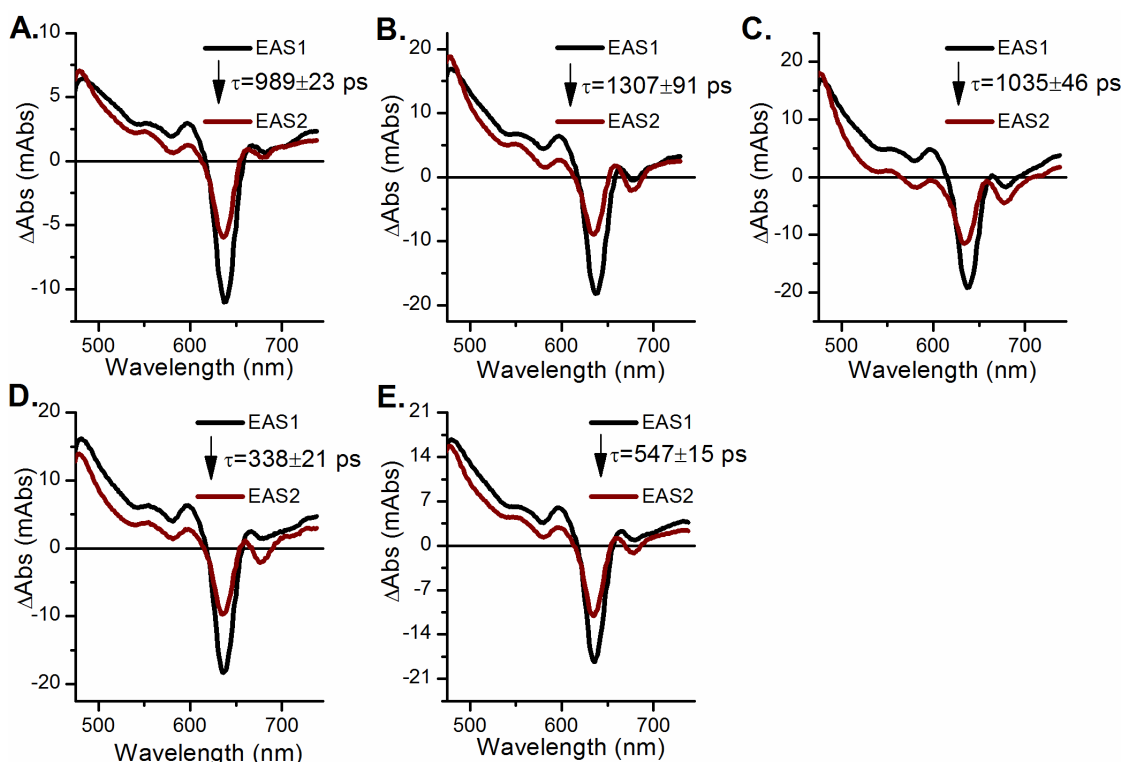 A.
10
5
0
-5
-10
ΔAbs (mAbs)
EAS1
τ=989±23 ps
EAS2
500 600 700
Wavelength (nm)
B.
20
10
0
-10
-20
ΔAbs (mAbs)
EAS1
τ=1307±91 ps
EAS2
500 600 700
Wavelength (nm)
C.
20
10
0
-10
-20
ΔAbs (mAbs)
EAS1
τ=1035±46 ps
EAS2
500 600 700
Wavelength (nm)
D.
20
10
0
-10
-20
ΔAbs (mAbs)
EAS1
τ=338±21 ps
EAS2
500 600 700
Wavelength (nm)
E.
21
14
7
0
-7
-14
-21
ΔAbs (mAbs)
EAS1
τ=547±15 ps
EAS2
500 600 700
Wavelength (nm)